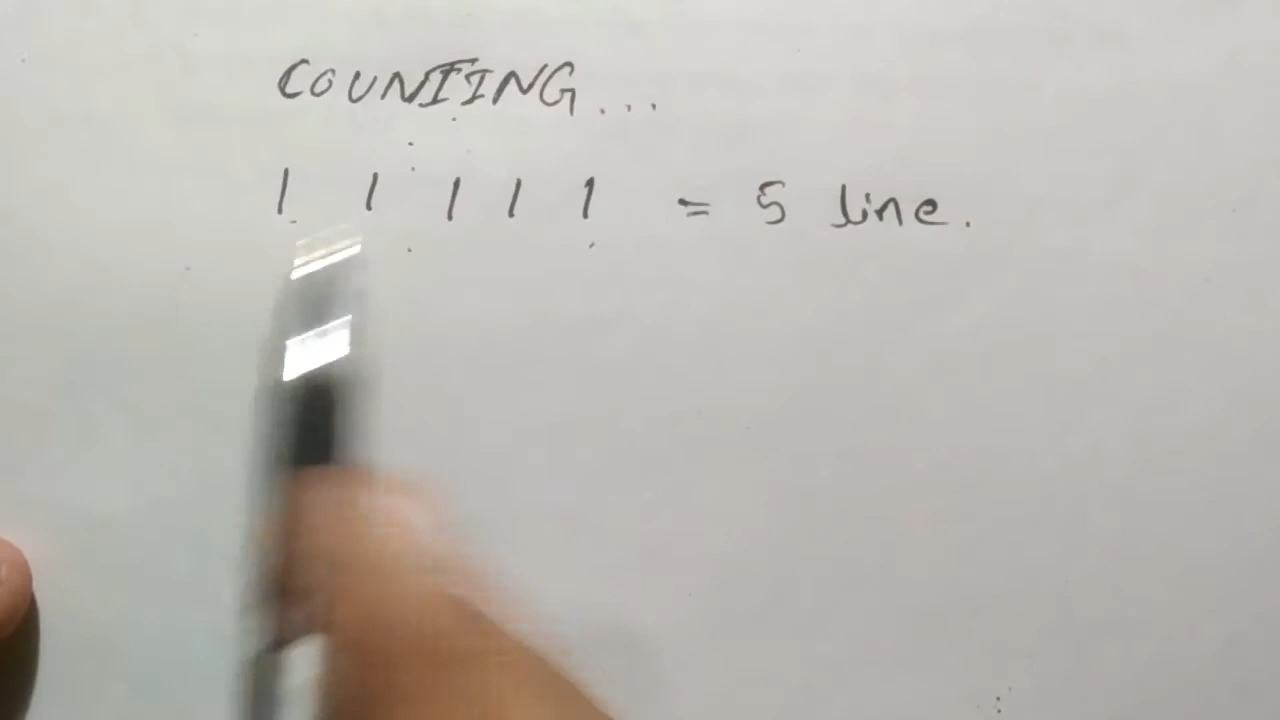 COUNTING...
| | | | | = 5 line.